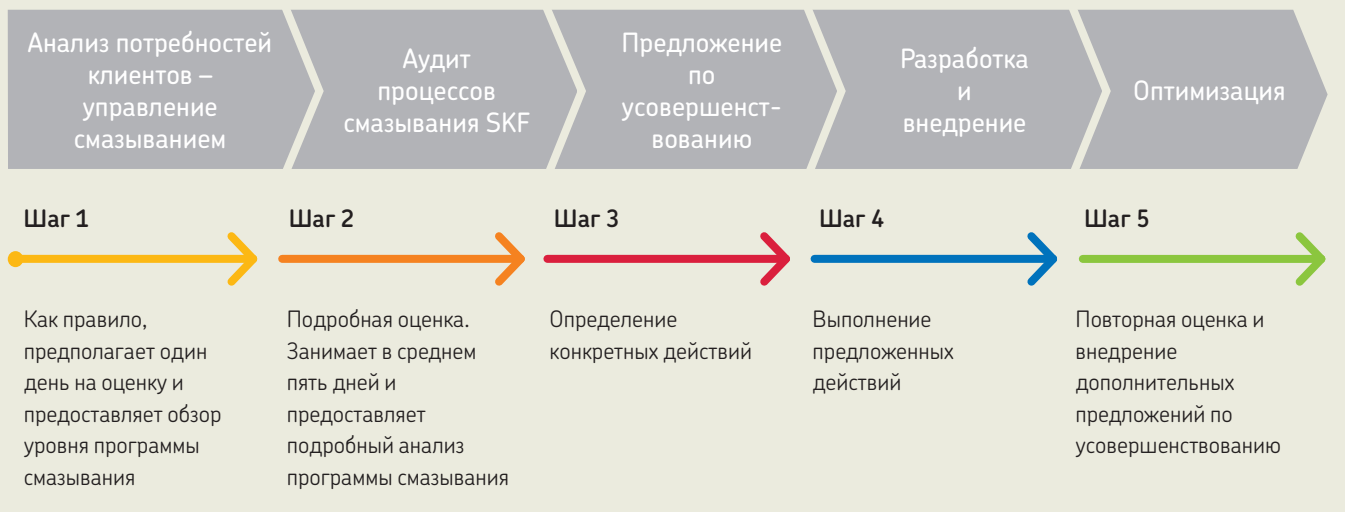 Анализ потребностей
клиентов –
управление
смазыванием
Аудит
процессов
смазывания SKF
Предложение
по
усовершенст-
вованию
Разработка
и
внедрение
Оптимизация
Шаг 1
Шаг 2
Шаг 3
Шаг 4
Шаг 5
Как правило,
предполагает один
день на оценку и
предоставляет обзор
уровня программы
смазывания
Подробная оценка.
Занимает в среднем
пять дней и
предоставляет
подробный анализ
программы смазывания
Определение
конкретных действий
Выполнение
предложенных
действий
Повторная оценка и
внедрение
дополнительных
предложений по
усовершенствованию